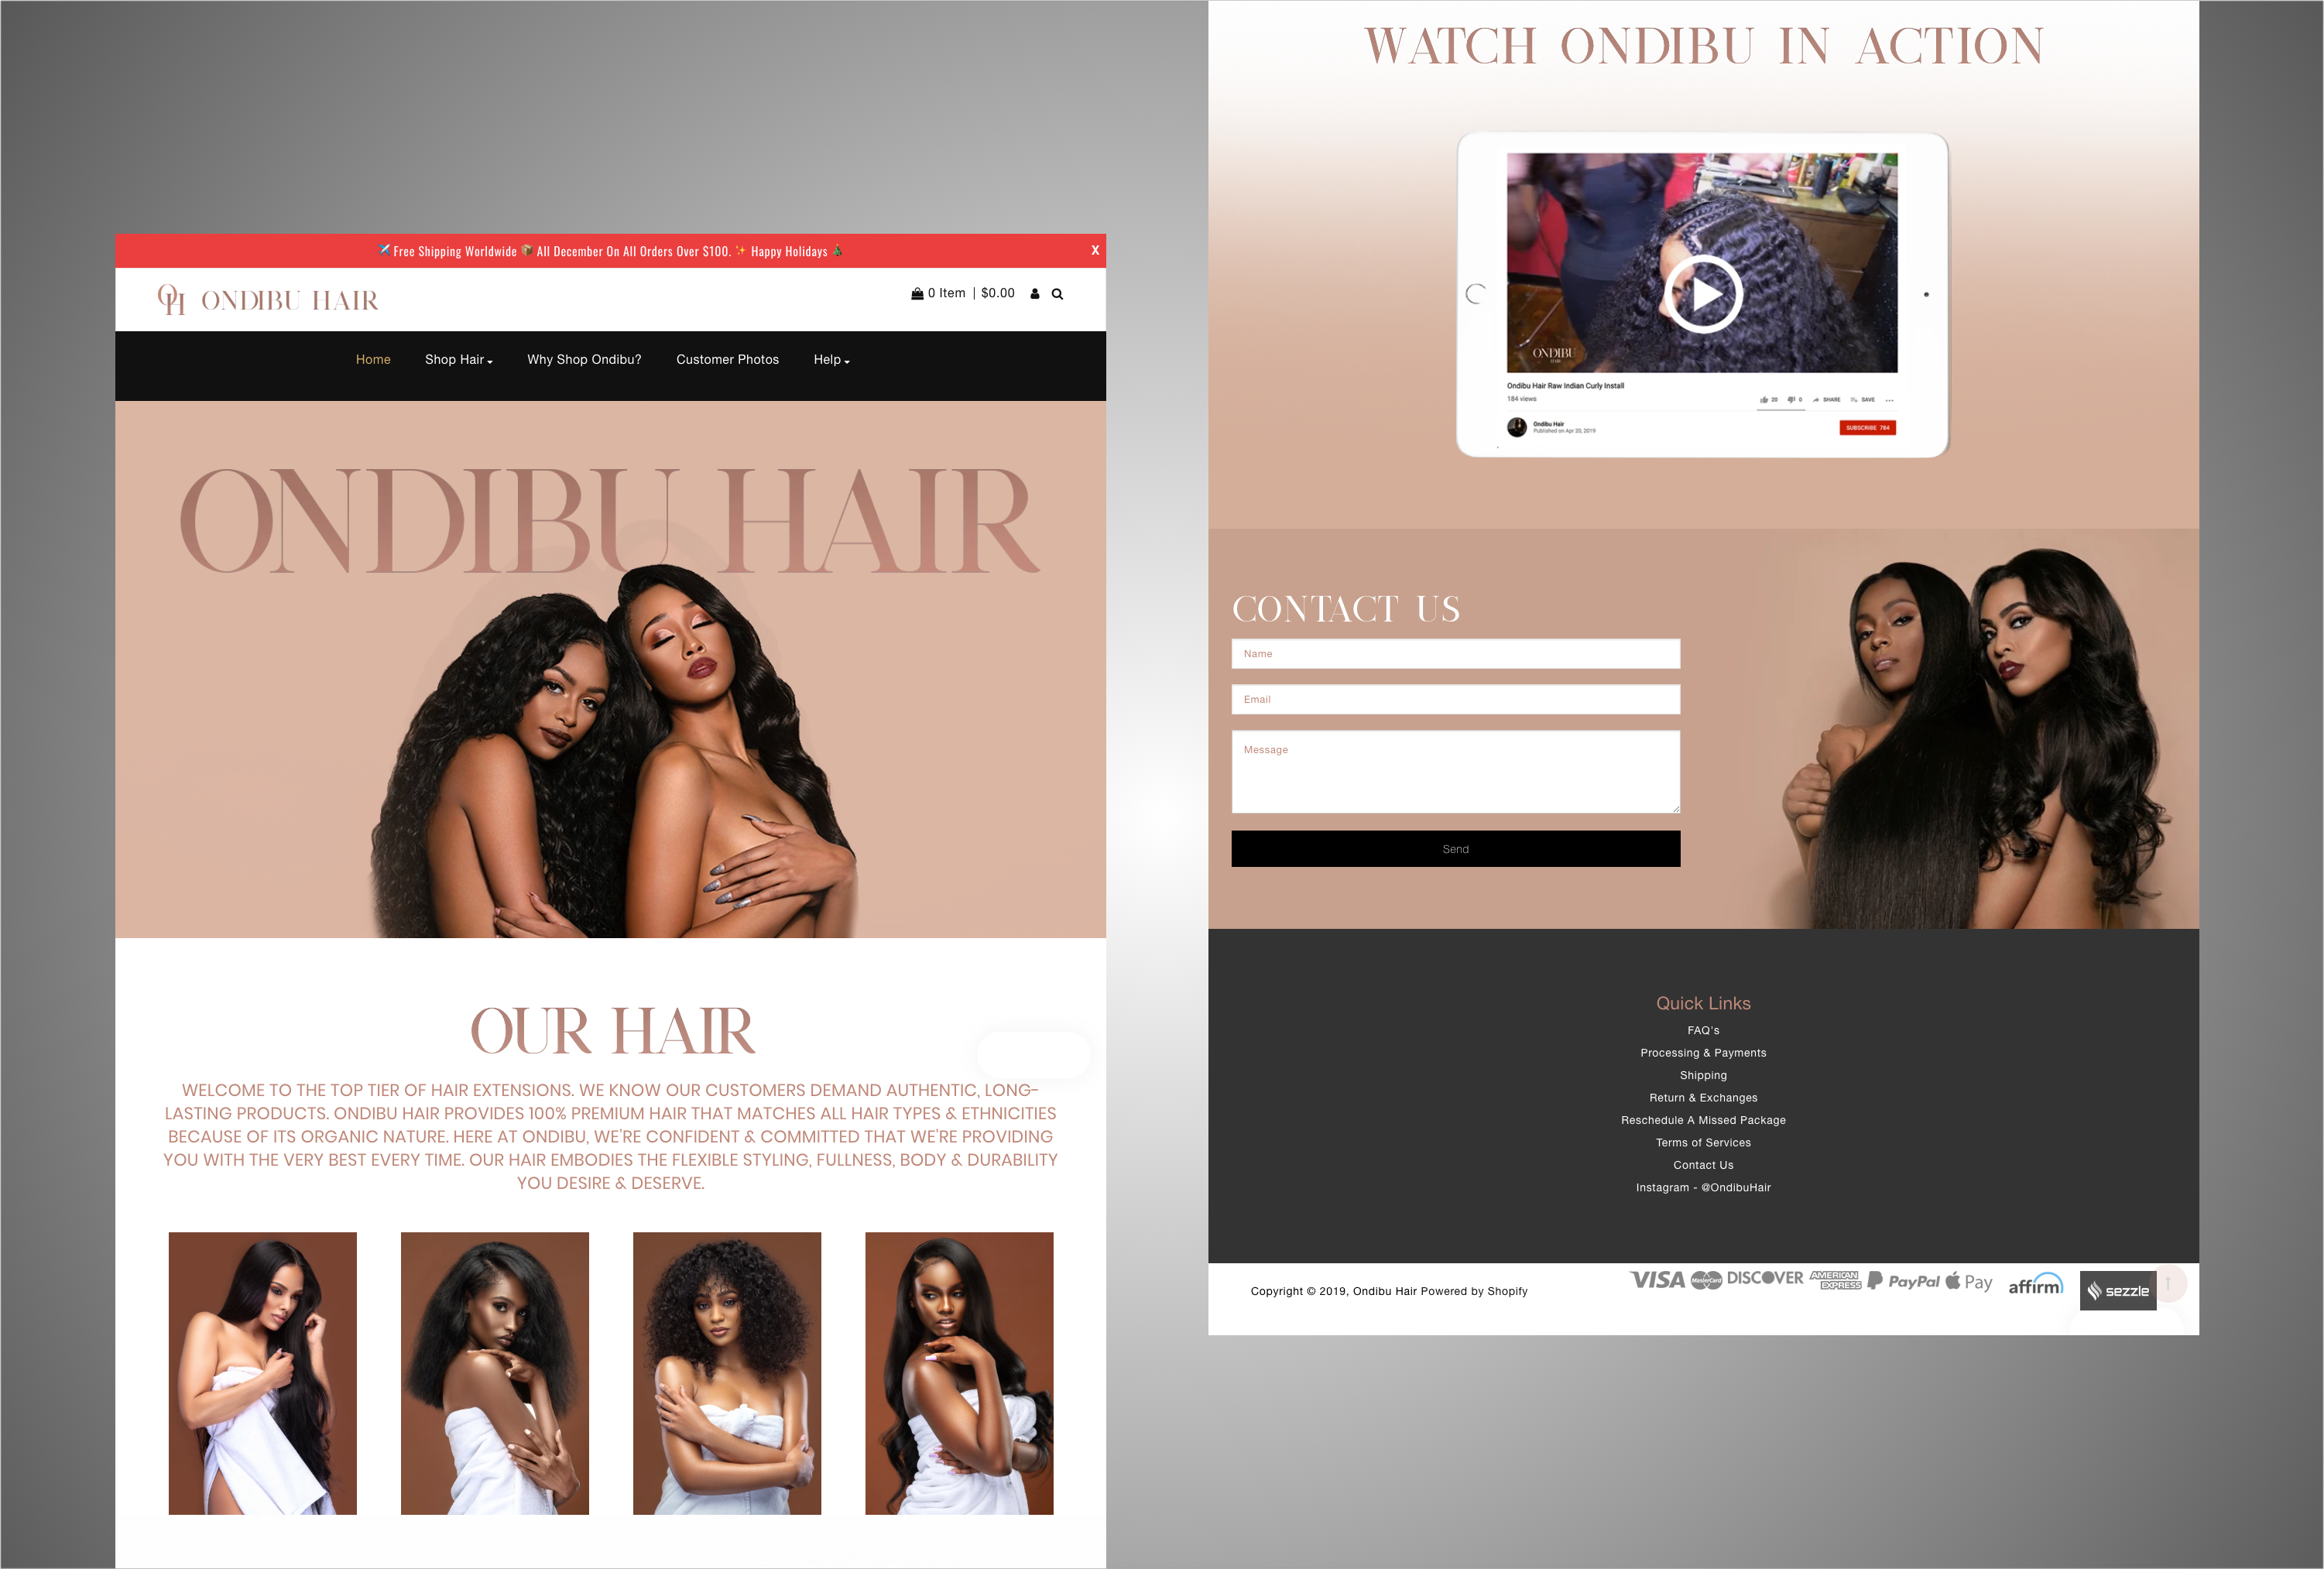 ✈️ Free Shipping Worldwide 📦 All December On All Orders Over $100. ✨ Happy Holidays 🎄
X
OH ONDIBU HAIR
0 Item | $0.00
Home Shop Hair Why Shop Ondibu? Customer Photos Help
ONDIBU HAIR
OUR HAIR
WELCOME TO THE TOP TIER OF HAIR EXTENSIONS. WE KNOW OUR CUSTOMERS DEMAND AUTHENTIC, LONG-
LASTING PRODUCTS. ONDIBU HAIR PROVIDES 100% PREMIUM HAIR THAT MATCHES ALL HAIR TYPES & ETHNICITIES
BECAUSE OF ITS ORGANIC NATURE. HERE AT ONDIBU, WE'RE CONFIDENT & COMMITTED THAT WE'RE PROVIDING
YOU WITH THE VERY BEST EVERY TIME. OUR HAIR EMBODIES THE FLEXIBLE STYLING, FULLNESS, BODY & DURABILITY
YOU DESIRE & DESERVE.
WATCH ONDIBU IN ACTION
ONDIBU
HAIR
Ondibu Hair Raw Indian Curly Install
184 views
20 0 SHARE SAVE ...
Ondibu Hair
Published on Apr 20, 2019
SUBSCRIBE 784
CONTACT US
Name
Email
Message
Send
Quick Links
FAQ's
Processing & Payments
Shipping
Return & Exchanges
Reschedule A Missed Package
Terms of Services
Contact Us
Instagram - @OndibuHair
Copyright © 2019, Ondibu Hair Powered by Shopify
VISA MasterCard DISCOVER AMERICAN EXPRESS PayPal Pay affirm sezzle